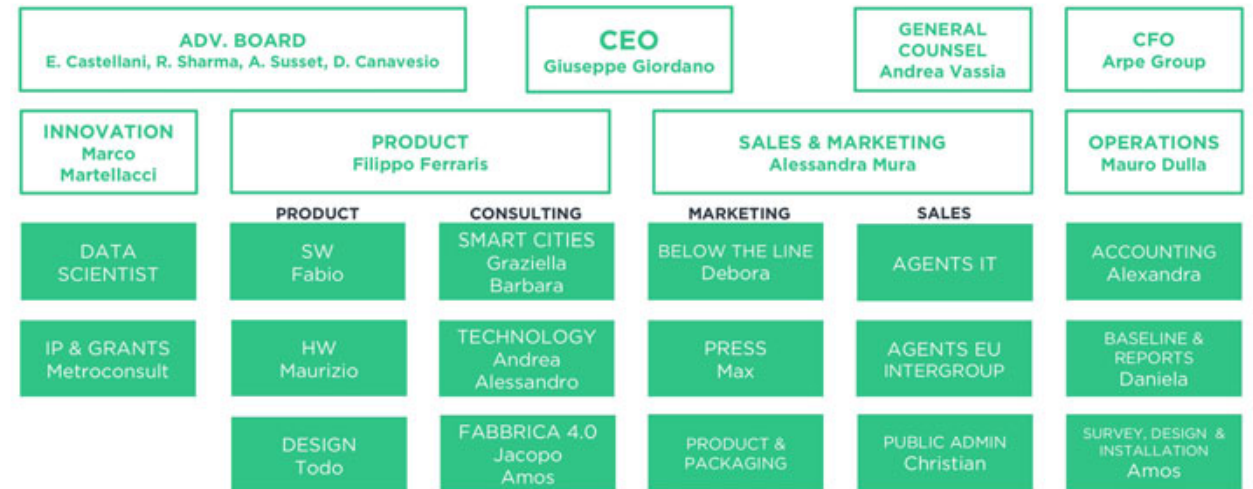 ADV. BOARD
E. Castellani, R. Sharma, A. Susset, D. Canavesio
CEO
Giuseppe Giordano
GENERAL
COUNSEL
Andrea Vassia
CFO
Arpe Group
INNOVATION
Marco
Martellacci
PRODUCT
Filippo Ferraris
SALES & MARKETING
Alessandra Mura
OPERATIONS
Mauro Dulla
PRODUCT
CONSULTING
MARKETING
SALES
DATA
SCIENTIST
SW
Fabio
SMART CITIES
Graziella
Barbara
BELOW THE LINE
Debora
AGENTS IT
ACCOUNTING
Alexandra
IP & GRANTS
Metroconsult
HW
Maurizio
TECHNOLOGY
Andrea
Alessandro
PRESS
Max
AGENTS EU
INTERGROUP
BASELINE &
REPORTS
Daniela
DESIGN
Todo
FABBRICA 4.0
Jacopo
Amos
PRODUCT &
PACKAGING
PUBLIC ADMIN
Christian
SURVEY, DESIGN &
INSTALLATION
Amos